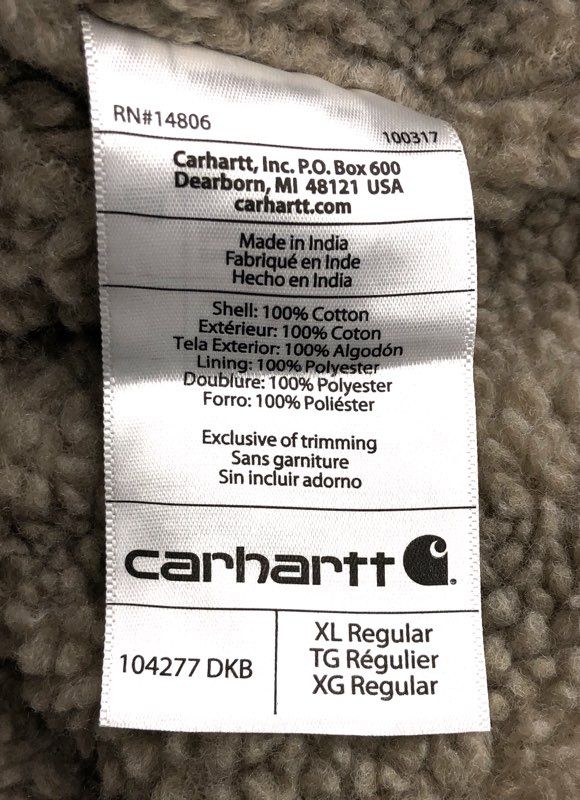 RN#14806
100317
Carhartt, Inc. P.O. Box 600
Dearborn, MI 48121 USA
carhartt.com
Made in India
Fabriqué en Inde
Hecho en India
Shell: 100% Cotton
Extérieur: 100% Coton
Tela Exterior: 100% Algodón
Lining: 100% Polyester
Doublure: 100% Polyester
Forro: 100% Poliéster
Exclusive of trimming
Sans garniture
Sin incluir adorno
carhartt
104277 DKB
XL Regular
TG Régulier
XG Regular